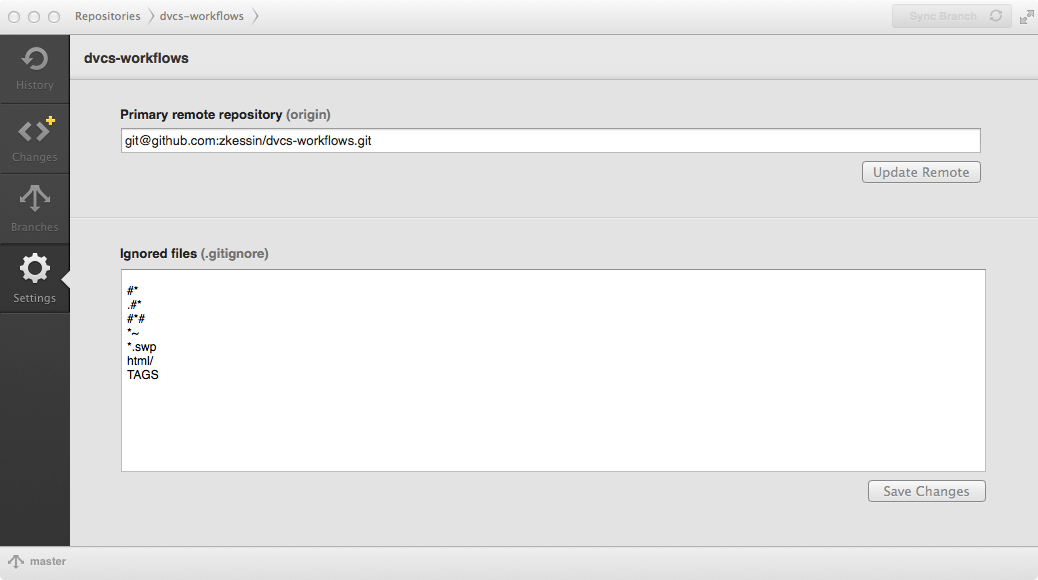 Repositories dvcs-workflows Sync Branch
History
Changes
Branches
Settings
dvcs-workflows
Primary remote repository (origin)
git@github.com:zkessin/dvcs-workflows.git
Update Remote
Ignored files (.gitignore)
#*
.#*
#*#
*~
*.swp
html/
TAGS
Save Changes
master